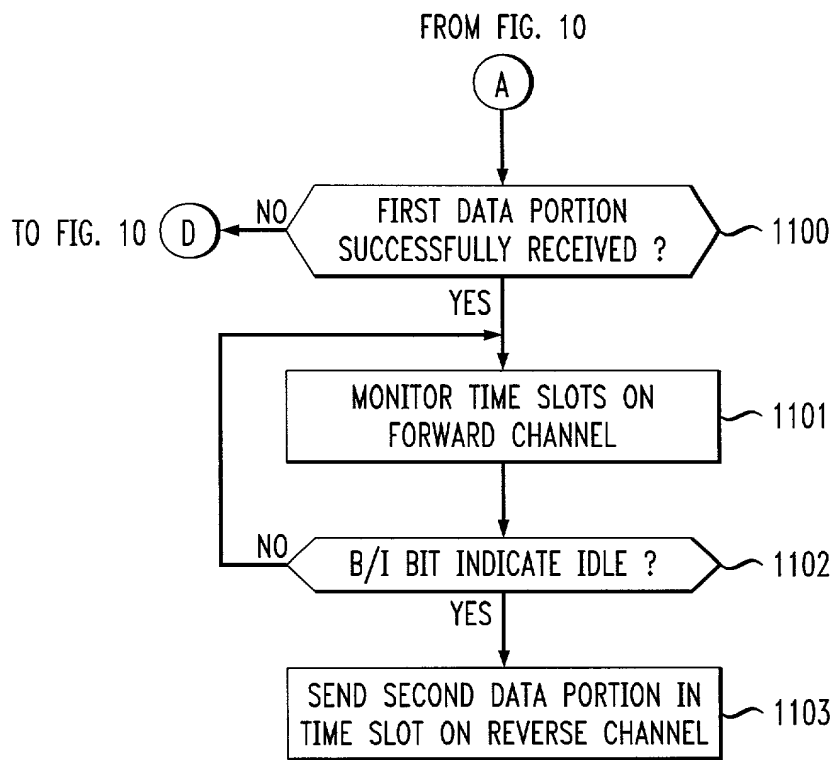 FROM FIG. 10
A
FIRST DATA PORTION
SUCCESSFULLY RECEIVED ?
1100
NO
TO FIG. 10
D
YES
MONITOR TIME SLOTS ON
FORWARD CHANNEL
1101
NO
B/I BIT INDICATE IDLE ?
1102
YES
SEND SECOND DATA PORTION IN
TIME SLOT ON REVERSE CHANNEL
1103